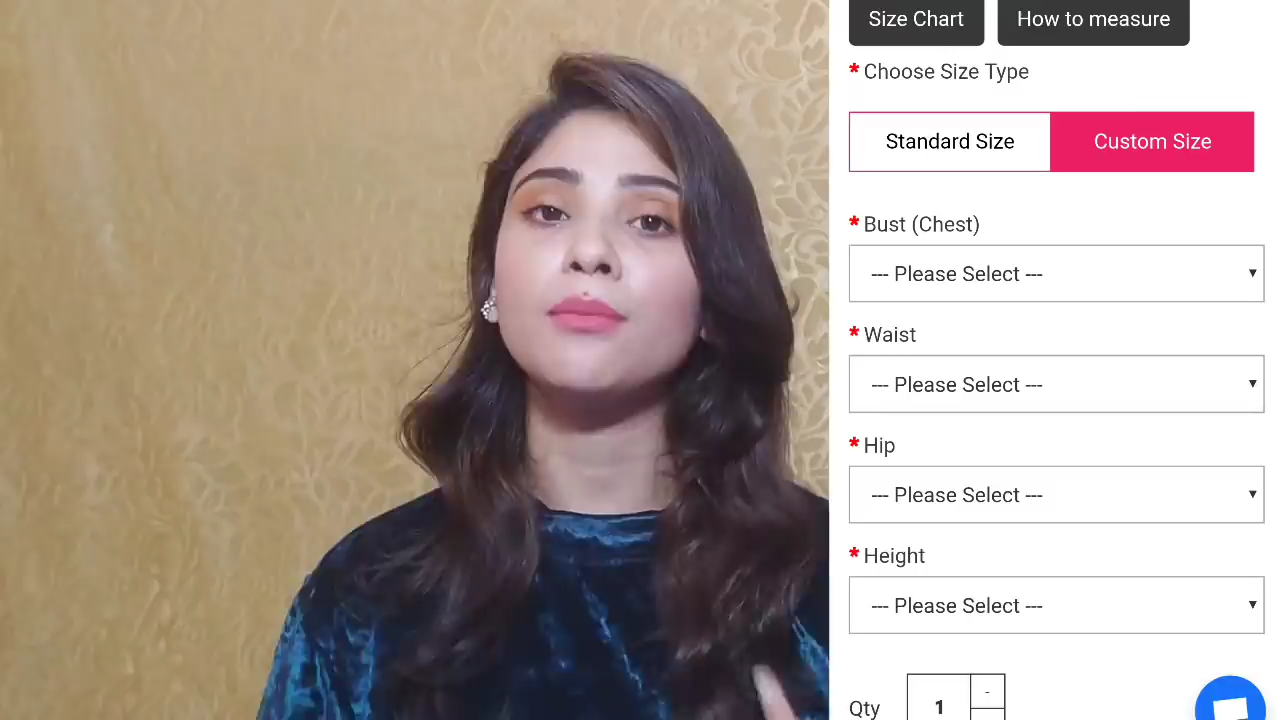 Size Chart
How to measure
* Choose Size Type
Standard Size
Custom Size
* Bust (Chest)
--- Please Select ---
* Waist
--- Please Select ---
* Hip
--- Please Select ---
* Height
--- Please Select ---
Qty
1
-